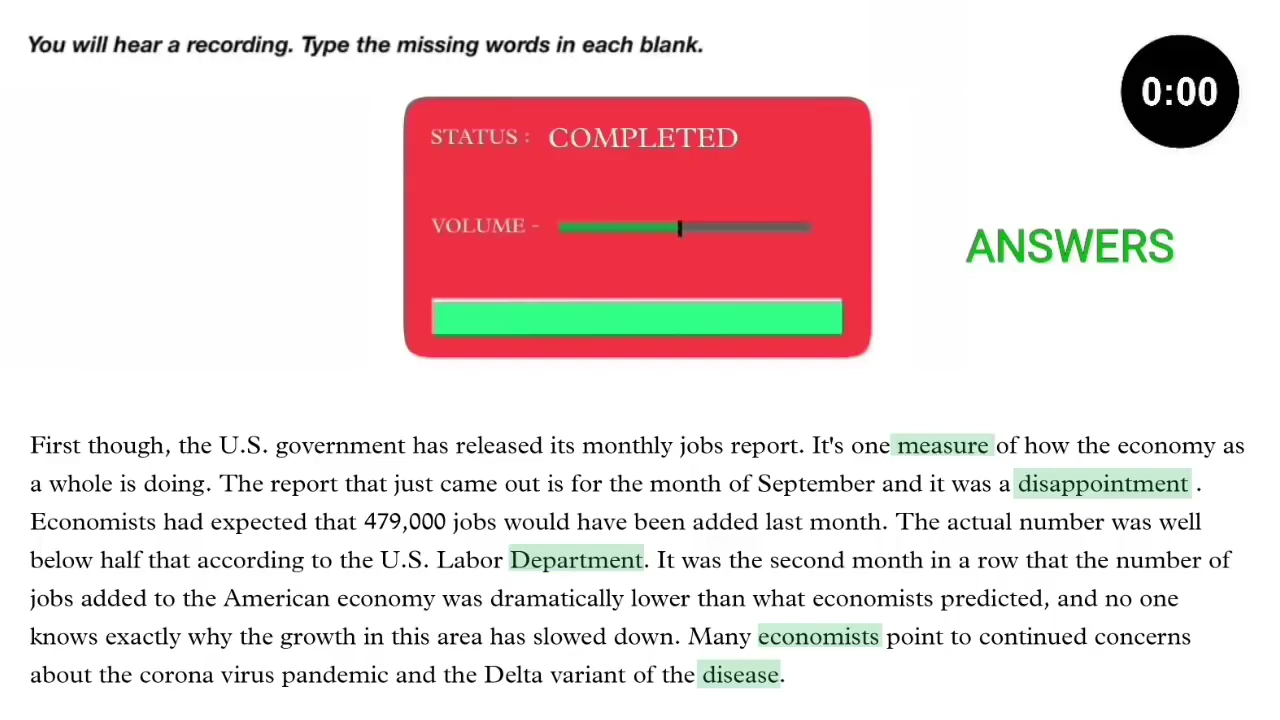 You will hear a recording. Type the missing words in each blank.
0:00
STATUS : COMPLETED
VOLUME -
ANSWERS
First though, the U.S. government has released its monthly jobs report. It's one measure of how the economy as
a whole is doing. The report that just came out is for the month of September and it was a disappointment .
Economists had expected that 479,000 jobs would have been added last month. The actual number was well
below half that according to the U.S. Labor Department. It was the second month in a row that the number of
jobs added to the American economy was dramatically lower than what economists predicted, and no one
knows exactly why the growth in this area has slowed down. Many economists point to continued concerns
about the corona virus pandemic and the Delta variant of the disease.